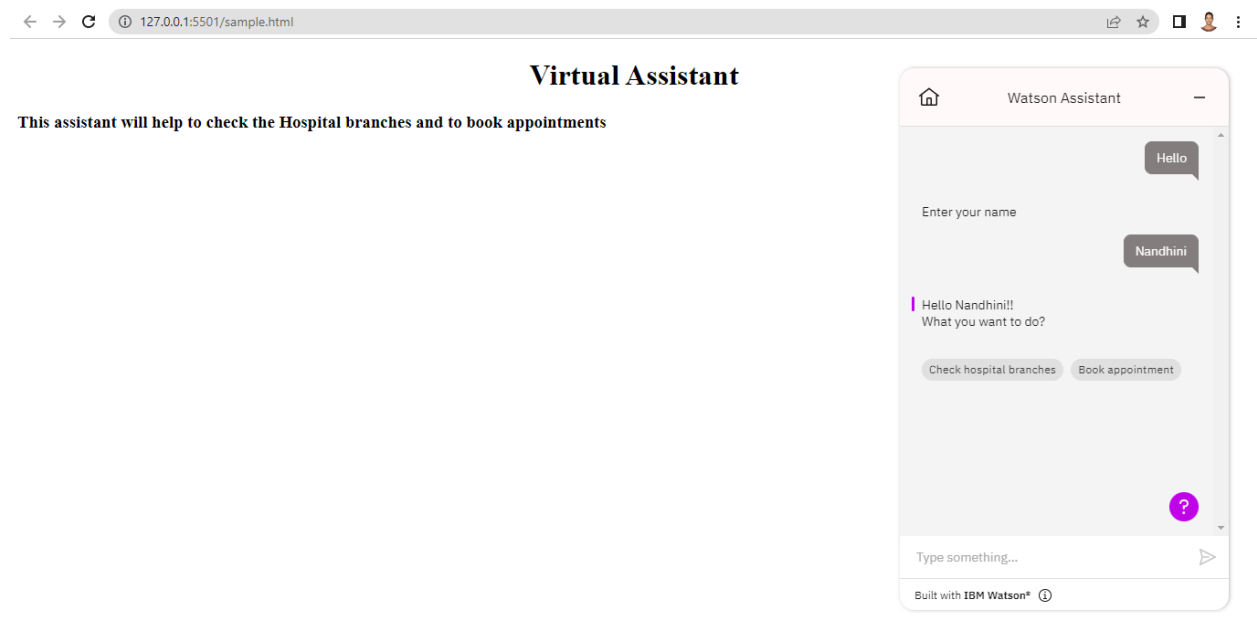 127.0.0.1:5501/sample.html
Virtual Assistant
This assistant will help to check the Hospital branches and to book appointments
Watson Assistant
Hello
Enter your name
Nandhini
Hello Nandhini!!
What you want to do?
Check hospital branches Book appointment
?
Type something...
Built with IBM Watson®